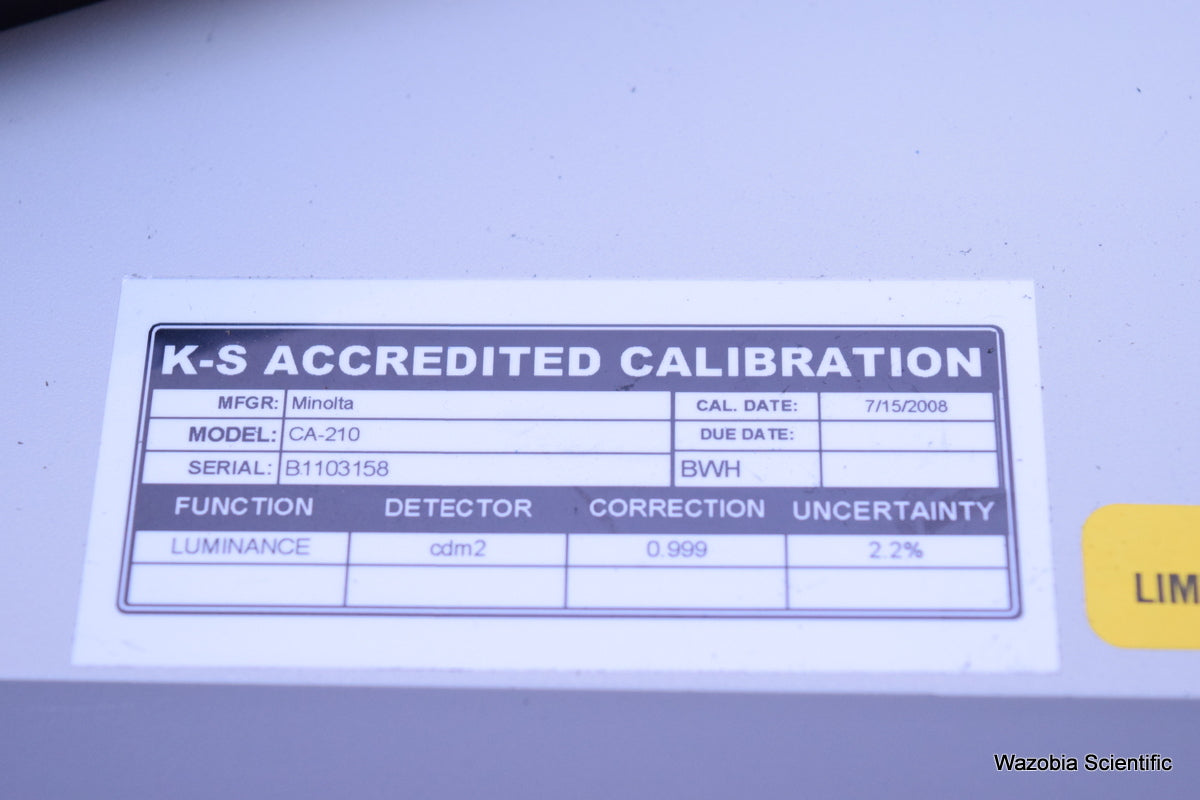 K-S ACCREDITED CALIBRATION
MFGR: Minolta CAL. DATE: 7/15/2008
MODEL: CA-210 DUE DATE:
SERIAL: B1103158 BWH
FUNCTION DETECTOR CORRECTION UNCERTAINTY
LUMINANCE cdm2 0.999 2.2%
LIM
Wazobia Scientific